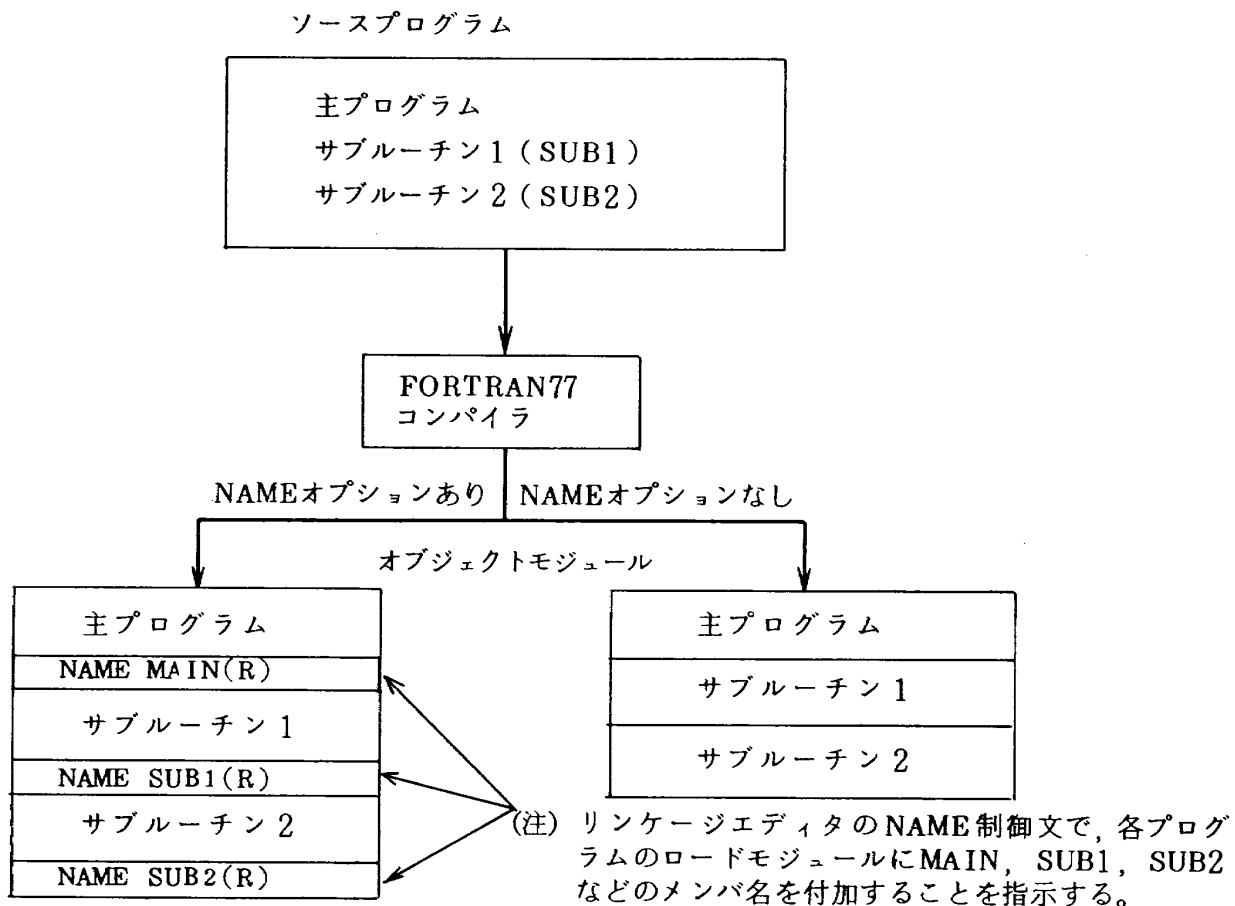 ソースプログラム
主プログラム
サブルーチン1(SUB1)
サブルーチン2(SUB2)
FORTRAN77
コンパイラ
NAMEオプションあり
NAMEオプションなし
オブジェクトモジュール
主プログラム
NAME MAIN(R)
サブルーチン1
NAME SUB1(R)
サブルーチン2
NAME SUB2(R)
主プログラム
サブルーチン1
サブルーチン2
(注) リンケージエディタのNAME制御文で,各プログ
ラムのロードモジュールにMAIN, SUB1, SUB2
などのメンバ名を付加することを指示する。